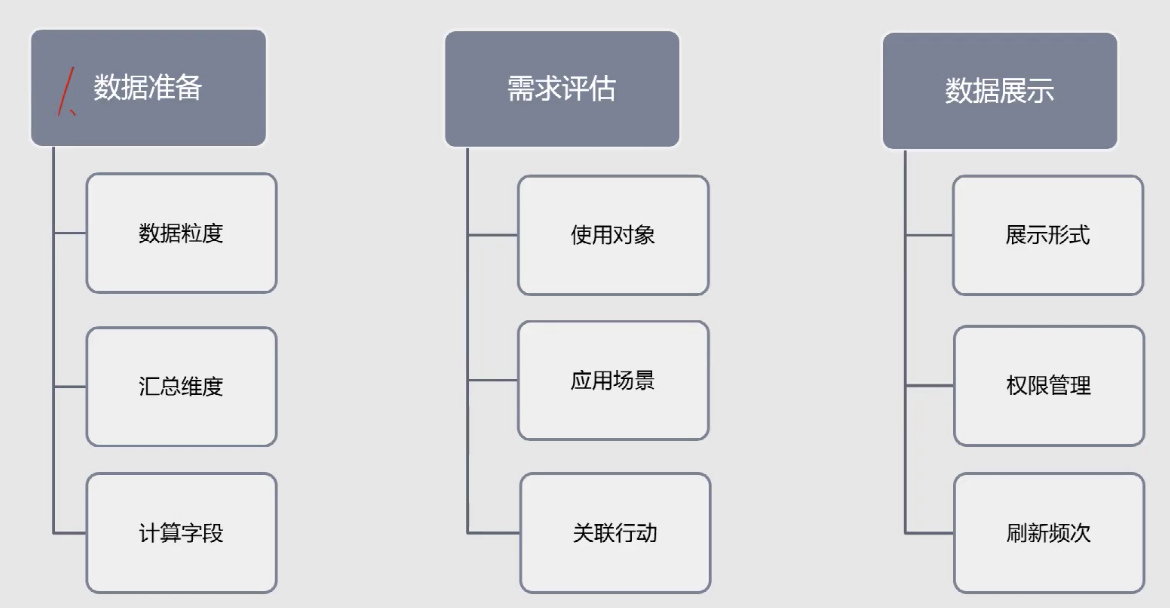 数据准备
数据粒度
汇总维度
计算字段
需求评估
使用对象
应用场景
关联行动
数据展示
展示形式
权限管理
刷新频次